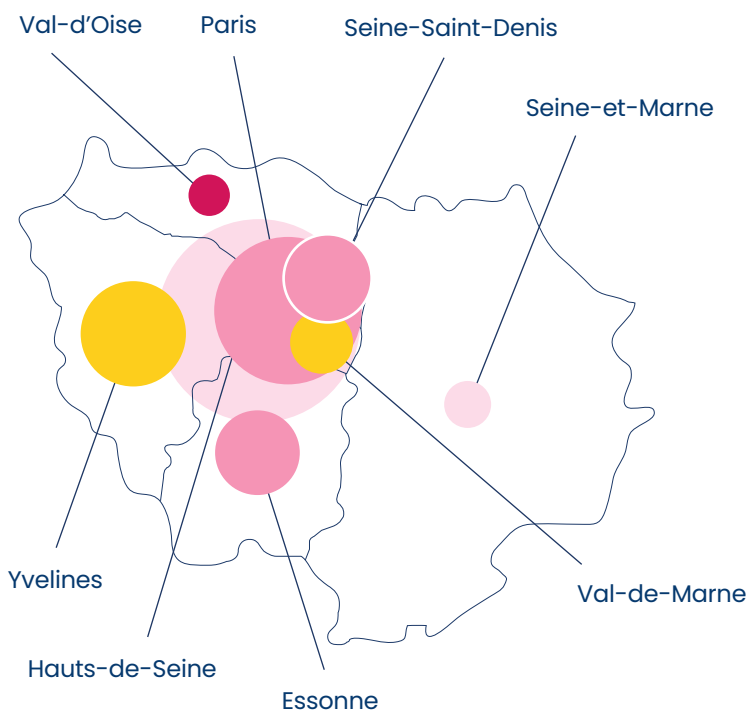 Val-d’Oise
Paris
Seine-Saint-Denis
Seine-et-Marne
Yvelines
Val-de-Marne
Hauts-de-Seine
Essonne